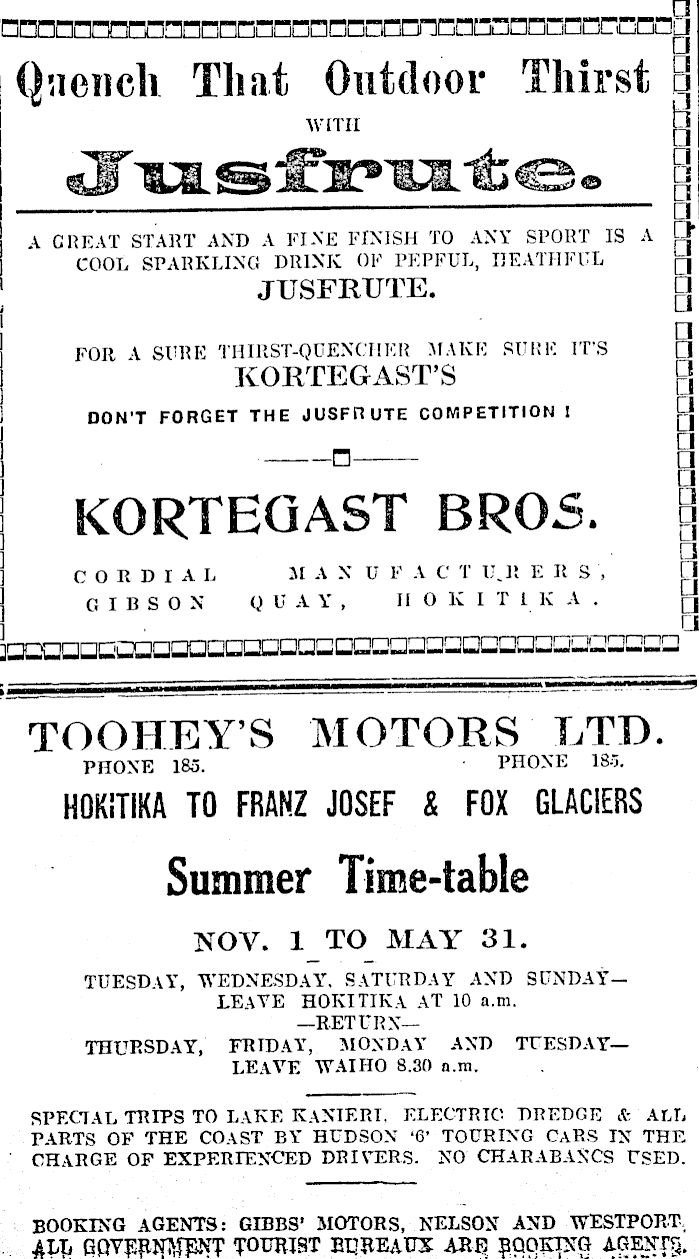 Quench That Outdoor Thirst
WITH
Jusfrute.
A GREAT START AND A FINE FINISH TO ANY SPORT IS A
COOL SPARKLING DRINK OF PEPFUL, HEATHFUL
JUSFRUTE.
FOR A SURE THIRST-QUENCHER MAKE SURE IT'S
KORTEGAST'S
DON'T FORGET THE JUSFRUTE COMPETITION !
KORTEGAST BROS.
CORDIAL MANUFACTURERS,
GIBSON QUAY, HOKITIKA.
TOOHEY'S MOTORS LTD.
PHONE 185. PHONE 185.
HOKITIKA TO FRANZ JOSEF & FOX GLACIERS
Summer Time-table
NOV. 1 TO MAY 31.
TUESDAY, WEDNESDAY, SATURDAY AND SUNDAY—
LEAVE HOKITIKA AT 10 a.m.
—RETURN—
THURSDAY, FRIDAY, MONDAY AND TUESDAY—
LEAVE WAIHO 8.30 a.m.
SPECIAL TRIPS TO LAKE KANIERI, ELECTRIC DREDGE & ALL
PARTS OF THE COAST BY HUDSON '6' TOURING CARS IN THE
CHARGE OF EXPERIENCED DRIVERS. NO CHARABANCS USED.
BOOKING AGENTS: GIBBS' MOTORS, NELSON AND WESTPORT.
ALL GOVERNMENT TOURIST BUREAUX ARE BOOKING AGENTS.